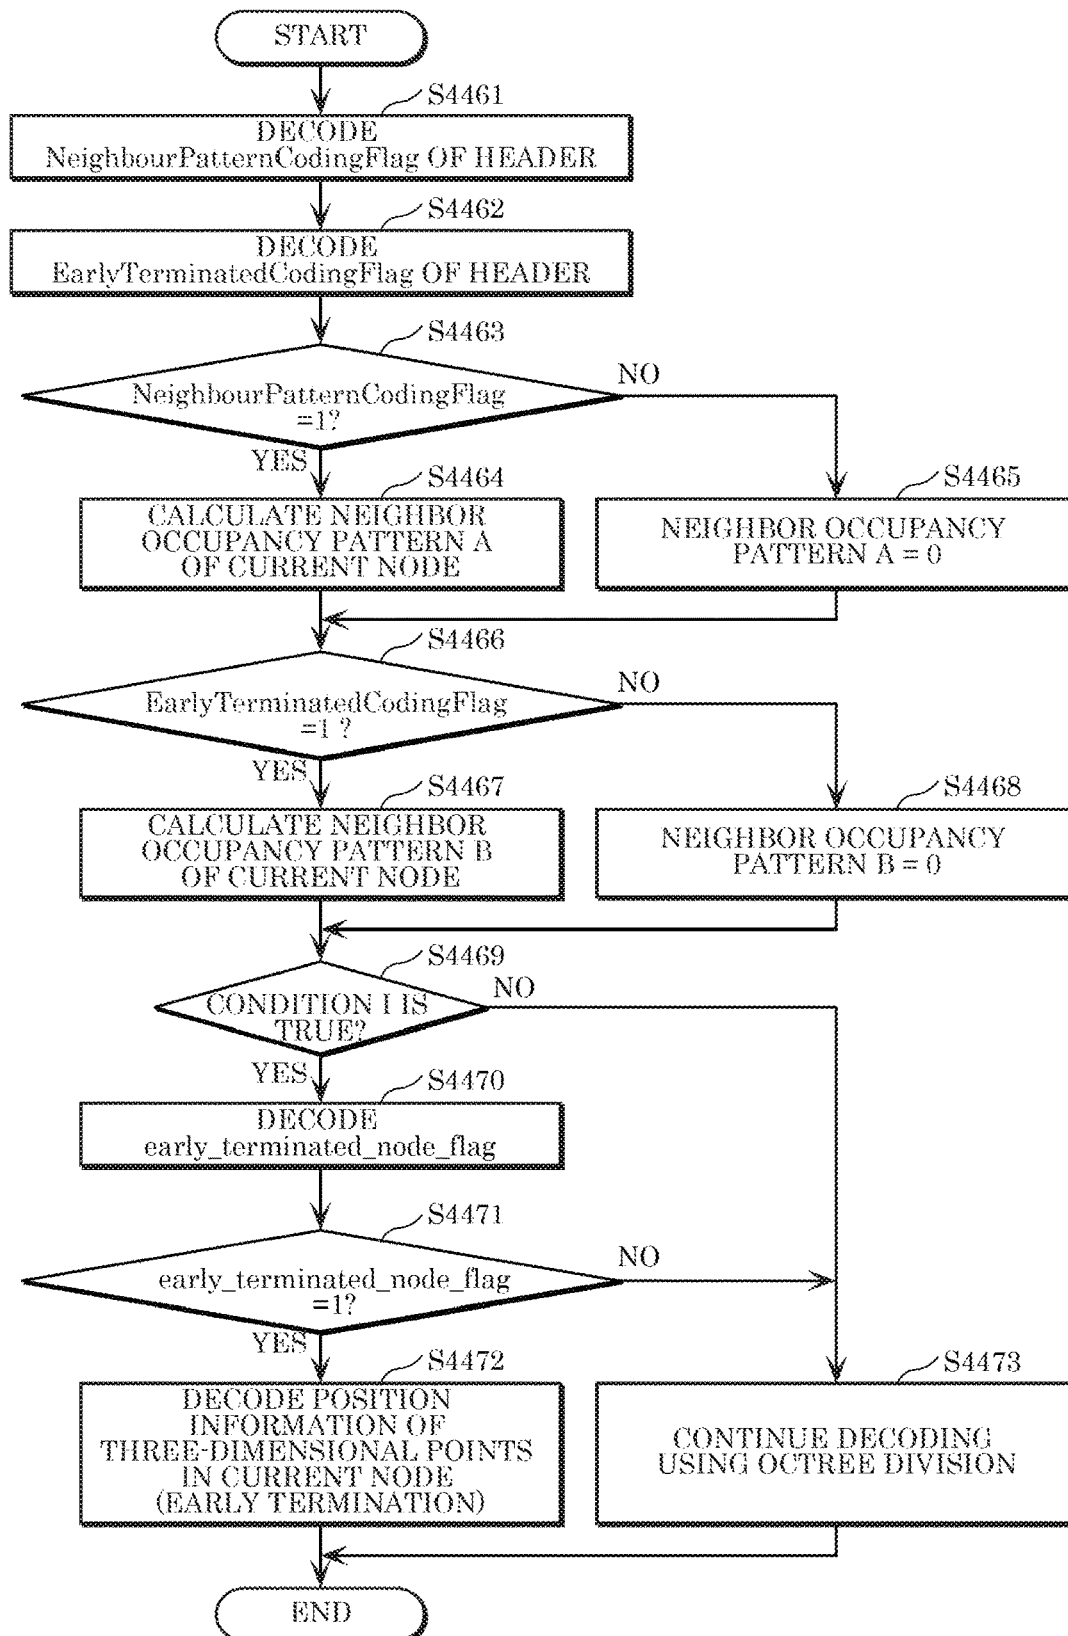 START
S4461
DECODE
NeighbourPatternCodingFlag OF HEADER
S4462
DECODE
EarlyTerminatedCodingFlag OF HEADER
S4463
NeighbourPatternCodingFlag
=1?
NO
YES
S4464
CALCULATE NEIGHBOR
OCCUPANCY PATTERN A
OF CURRENT NODE
S4465
NEIGHBOR OCCUPANCY
PATTERN A = 0
S4466
EarlyTerminatedCodingFlag
=1 ?
NO
YES
S4467
CALCULATE NEIGHBOR
OCCUPANCY PATTERN B
OF CURRENT NODE
S4468
NEIGHBOR OCCUPANCY
PATTERN B = 0
S4469
CONDITION I IS
TRUE?
NO
YES
S4470
DECODE
early_terminated_node_flag
S4471
early_terminated_node_flag
=1?
NO
YES
S4472
DECODE POSITION
INFORMATION OF
THREE-DIMENSIONAL POINTS
IN CURRENT NODE
(EARLY TERMINATION)
S4473
CONTINUE DECODING
USING OCTREE DIVISION
END